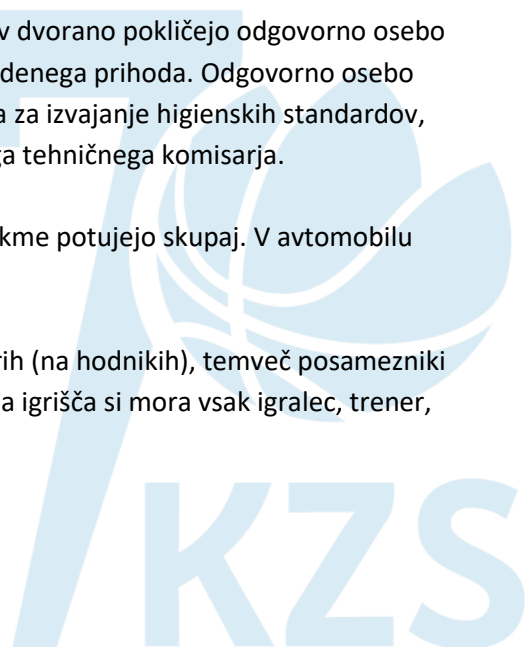 v dvorano pokličejo odgovorno osebo
denega prihoda. Odgovorno osebo
a za izvajanje higienskih standardov,
ga tehničnega komisarja.
kme potujejo skupaj. V avtomobilu
rih (na hodnikih), temveč posamezniki
a igrišča si mora vsak igralec, trener,
KZS